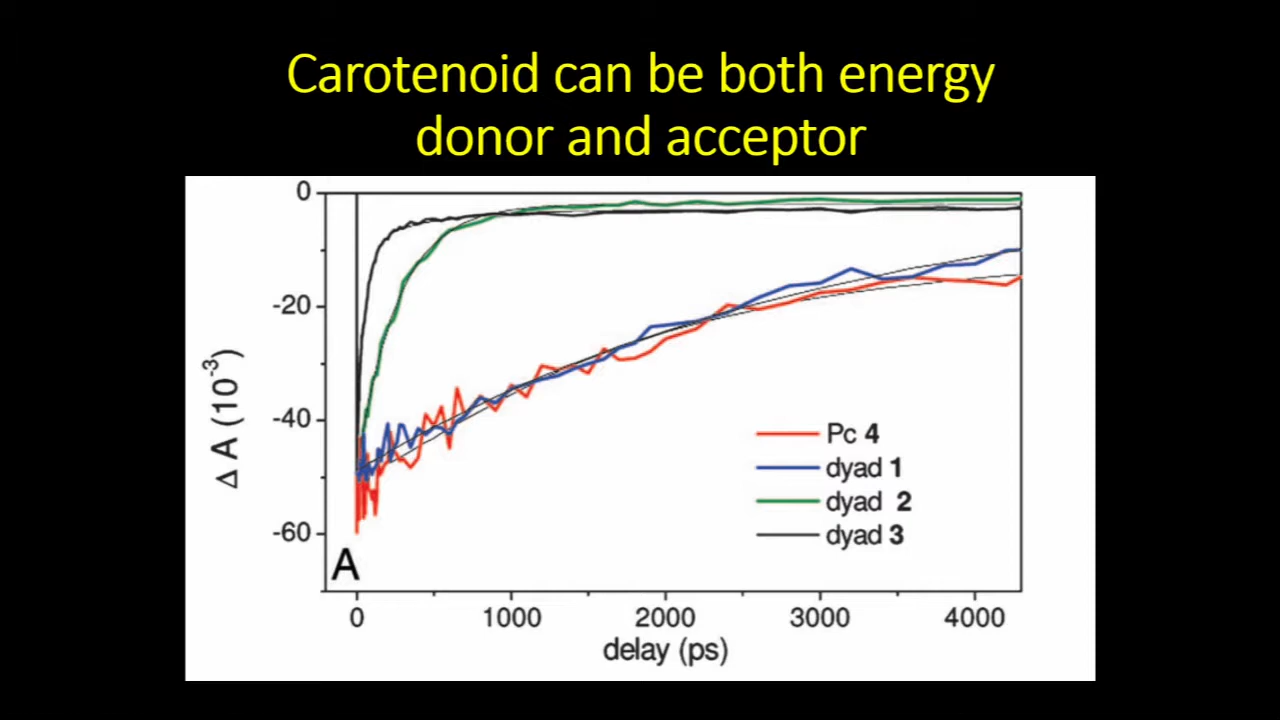 Carotenoid can be both energy
donor and acceptor
0
-20
-40
-60
Δ A (10⁻³)
A
Pc 4
dyad 1
dyad 2
dyad 3
0 1000 2000 3000 4000
delay (ps)